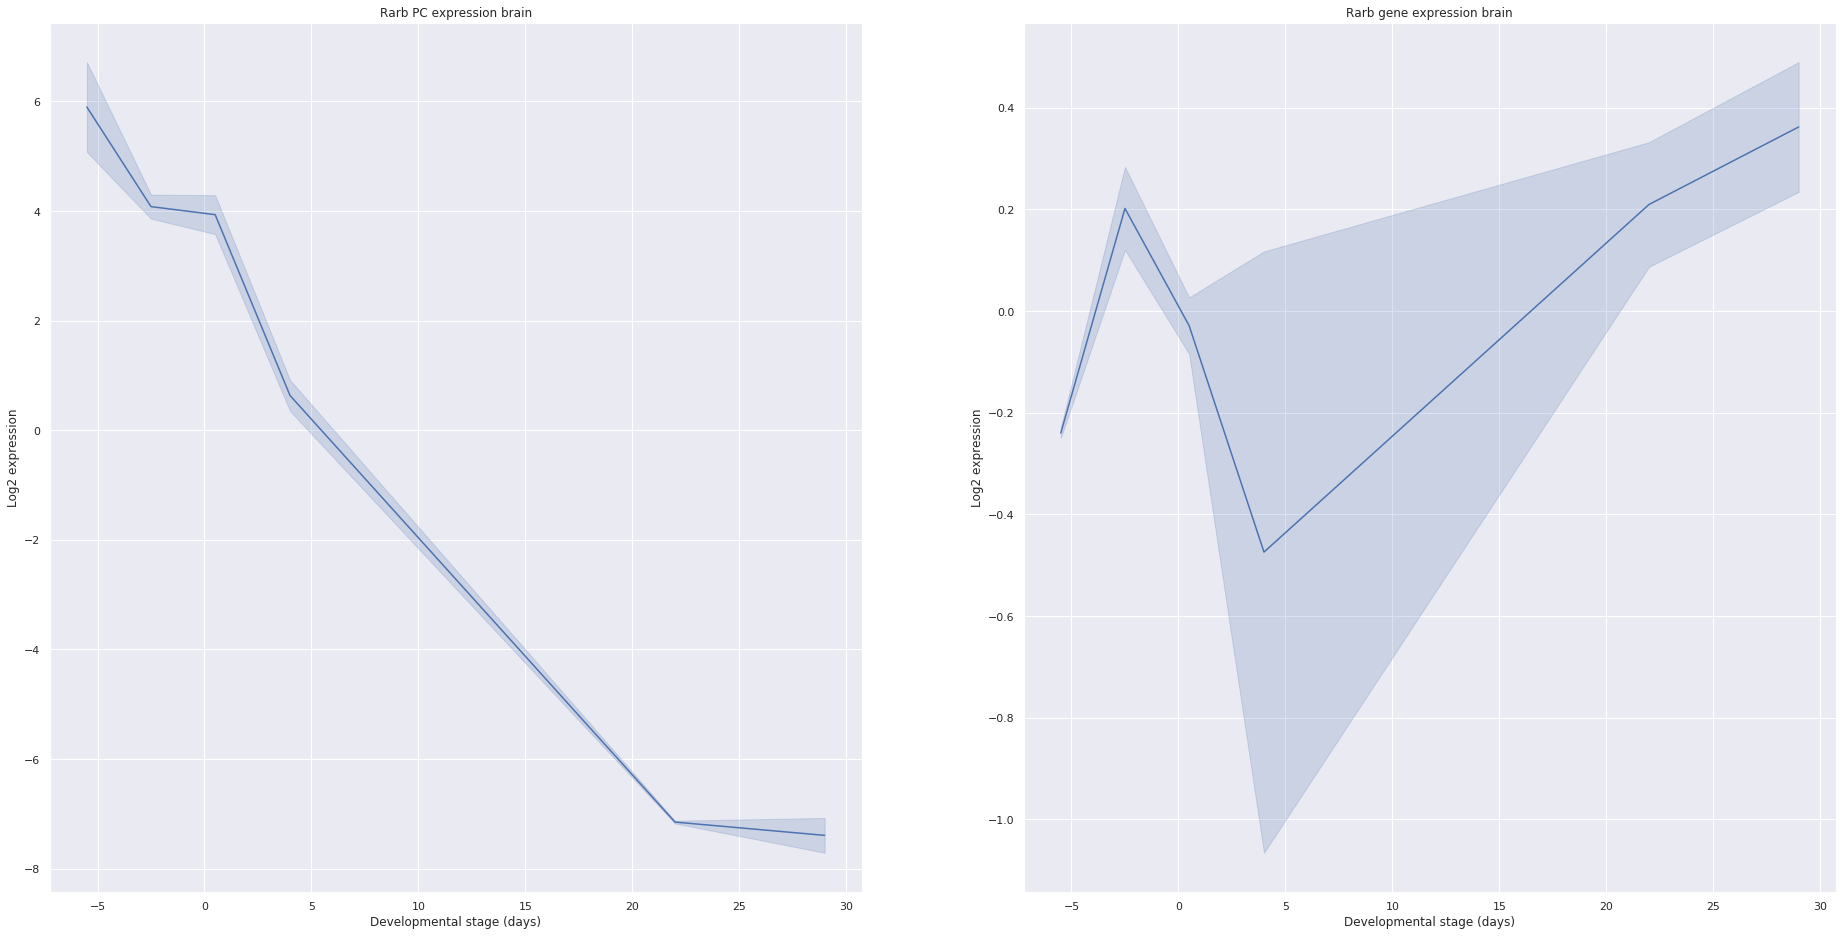 Rarb PC expression brain
6
4
2
0
−2
−4
−6
−8
Log2 expression
−5 0 5 10 15 20 25 30
Developmental stage (days)
Rarb gene expression brain
0.4
0.2
0.0
−0.2
−0.4
−0.6
−0.8
−1.0
Log2 expression
−5 0 5 10 15 20 25 30
Developmental stage (days)